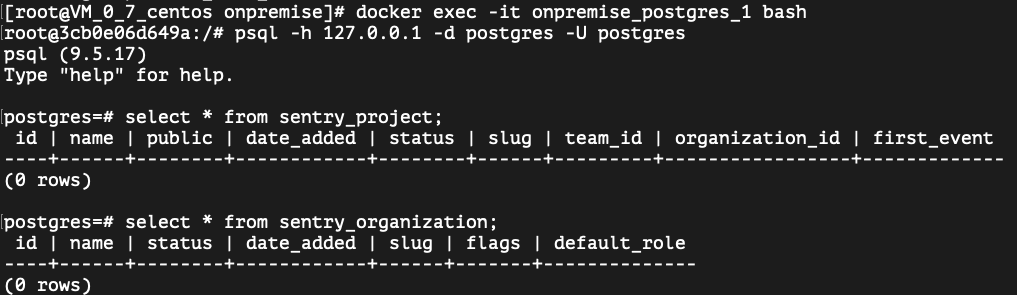 [root@VM_0_7_centos onpremise]# docker exec -it onpremise_postgres_1 bash
root@3cb0e06d649a:/# psql -h 127.0.0.1 -d postgres -U postgres
psql (9.5.17)
Type "help" for help.
postgres=# select * from sentry_project;
 id | name | public | date_added | status | slug | team_id | organization_id | first_event
----+------+--------+------------+--------+------+---------+-----------------+-------------
(0 rows)
postgres=# select * from sentry_organization;
 id | name | status | date_added | slug | flags | default_role
----+------+--------+------------+------+-------+--------------
(0 rows)